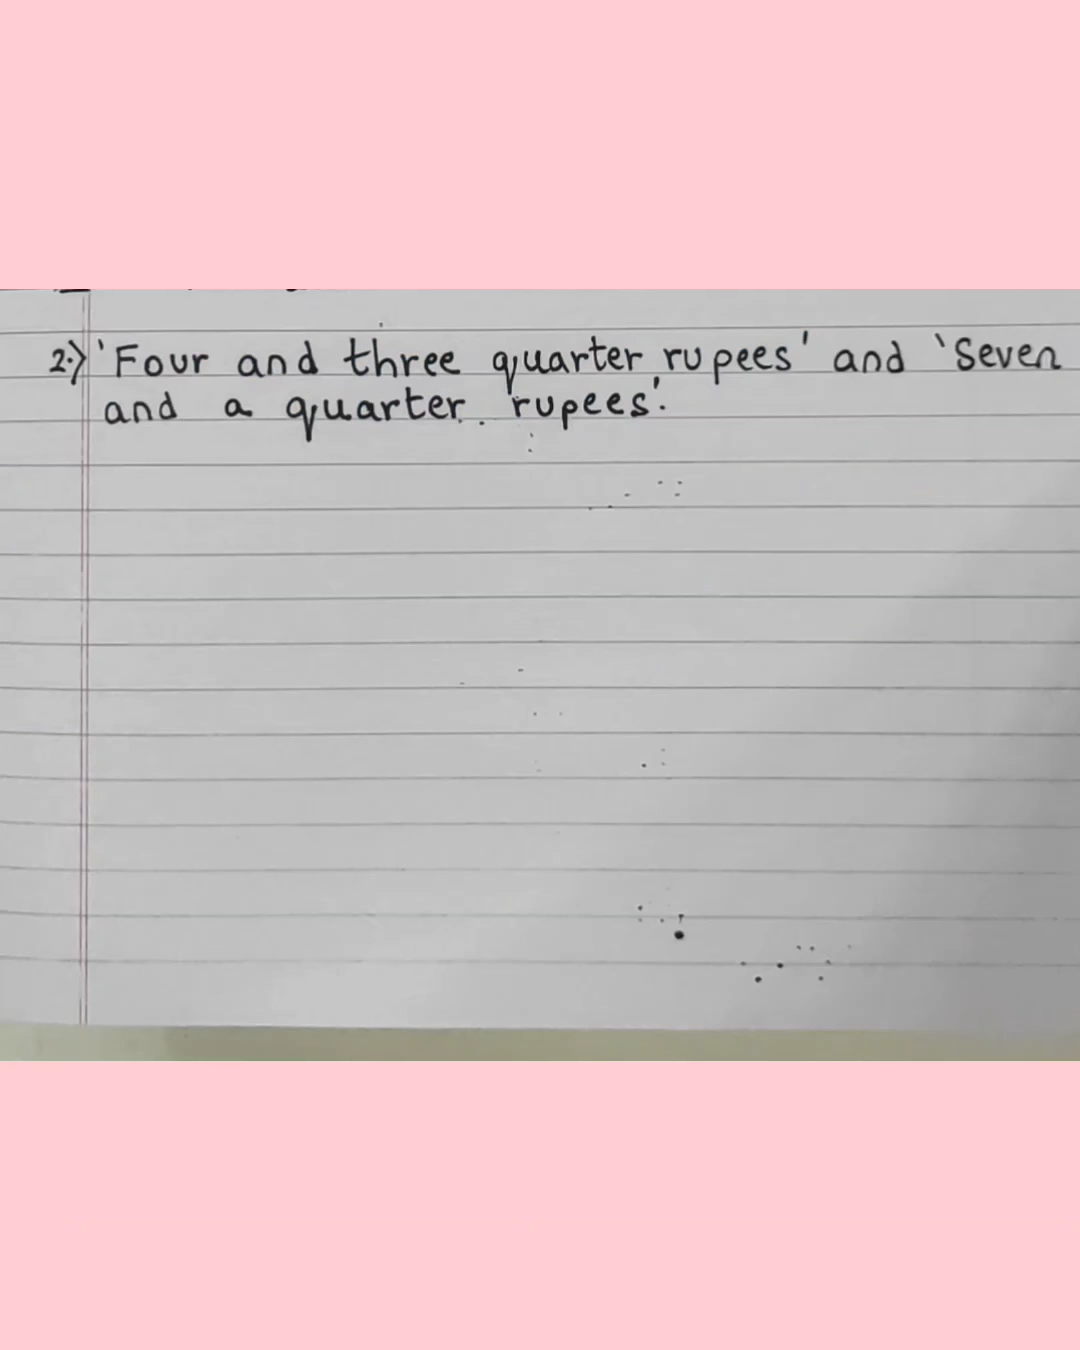 2.) 'Four and three quarter rupees' and 'Seven
and a quarter rupees'.